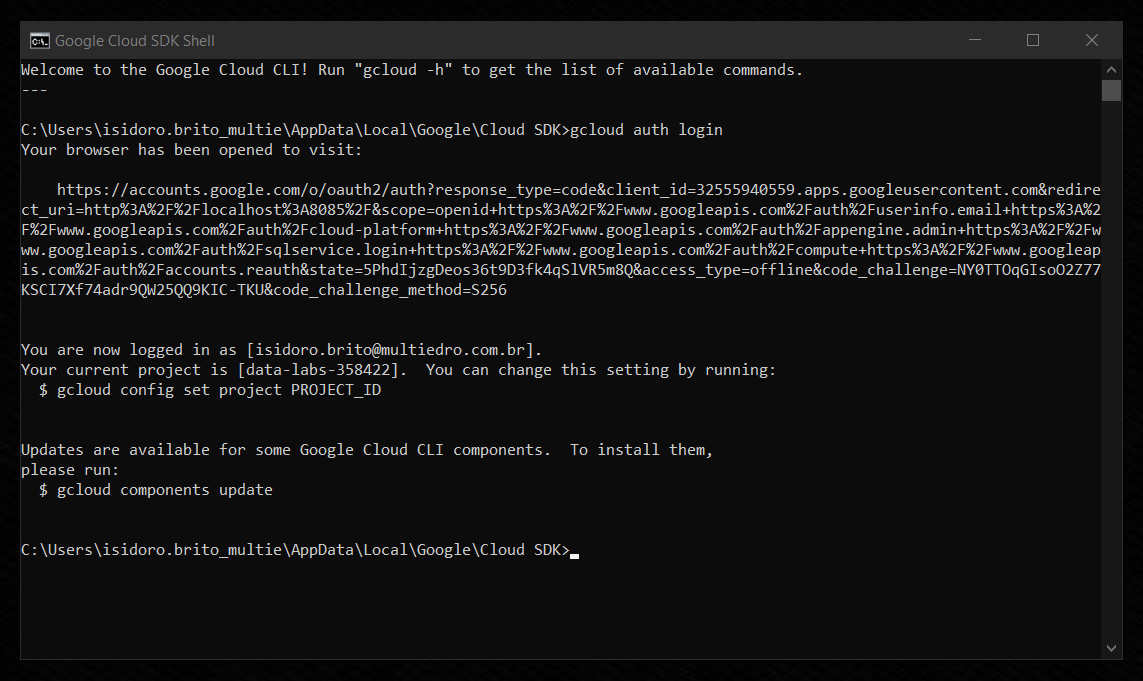 Google Cloud SDK Shell
Welcome to the Google Cloud CLI! Run "gcloud -h" to get the list of available commands.
---
C:\Users\isidoro.brito_multie\AppData\Local\Google\Cloud SDK>gcloud auth login
Your browser has been opened to visit:
https://accounts.google.com/o/oauth2/auth?response_type=code&client_id=32555940559.apps.googleusercontent.com&redire
ct_uri=http%3A%2F%2Flocalhost%3A8085%2F&scope=openid+https%3A%2F%2Fwww.googleapis.com%2Fauth%2Fuserinfo.email+https%3A%2
F%2Fwww.googleapis.com%2Fauth%2Fcloud-platform+https%3A%2F%2Fwww.googleapis.com%2Fauth%2Fappengine.admin+https%3A%2F%2Fw
ww.googleapis.com%2Fauth%2Fsqlservice.login+https%3A%2F%2Fwww.googleapis.com%2Fauth%2Fcompute+https%3A%2F%2Fwww.googleap
is.com%2Fauth%2Faccounts.reauth&state=5PhdIjzgDeos36t9D3fk4qSlVR5m8Q&access_type=offline&code_challenge=NY0TTOqGIsoO2Z77
KSCI7Xf74adr9QW25QQ9KIC-TKU&code_challenge_method=S256
You are now logged in as [isidoro.brito@multiedro.com.br].
Your current project is [data-labs-358422].  You can change this setting by running:
$ gcloud config set project PROJECT_ID
Updates are available for some Google Cloud CLI components.  To install them,
please run:
$ gcloud components update
C:\Users\isidoro.brito_multie\AppData\Local\Google\Cloud SDK>